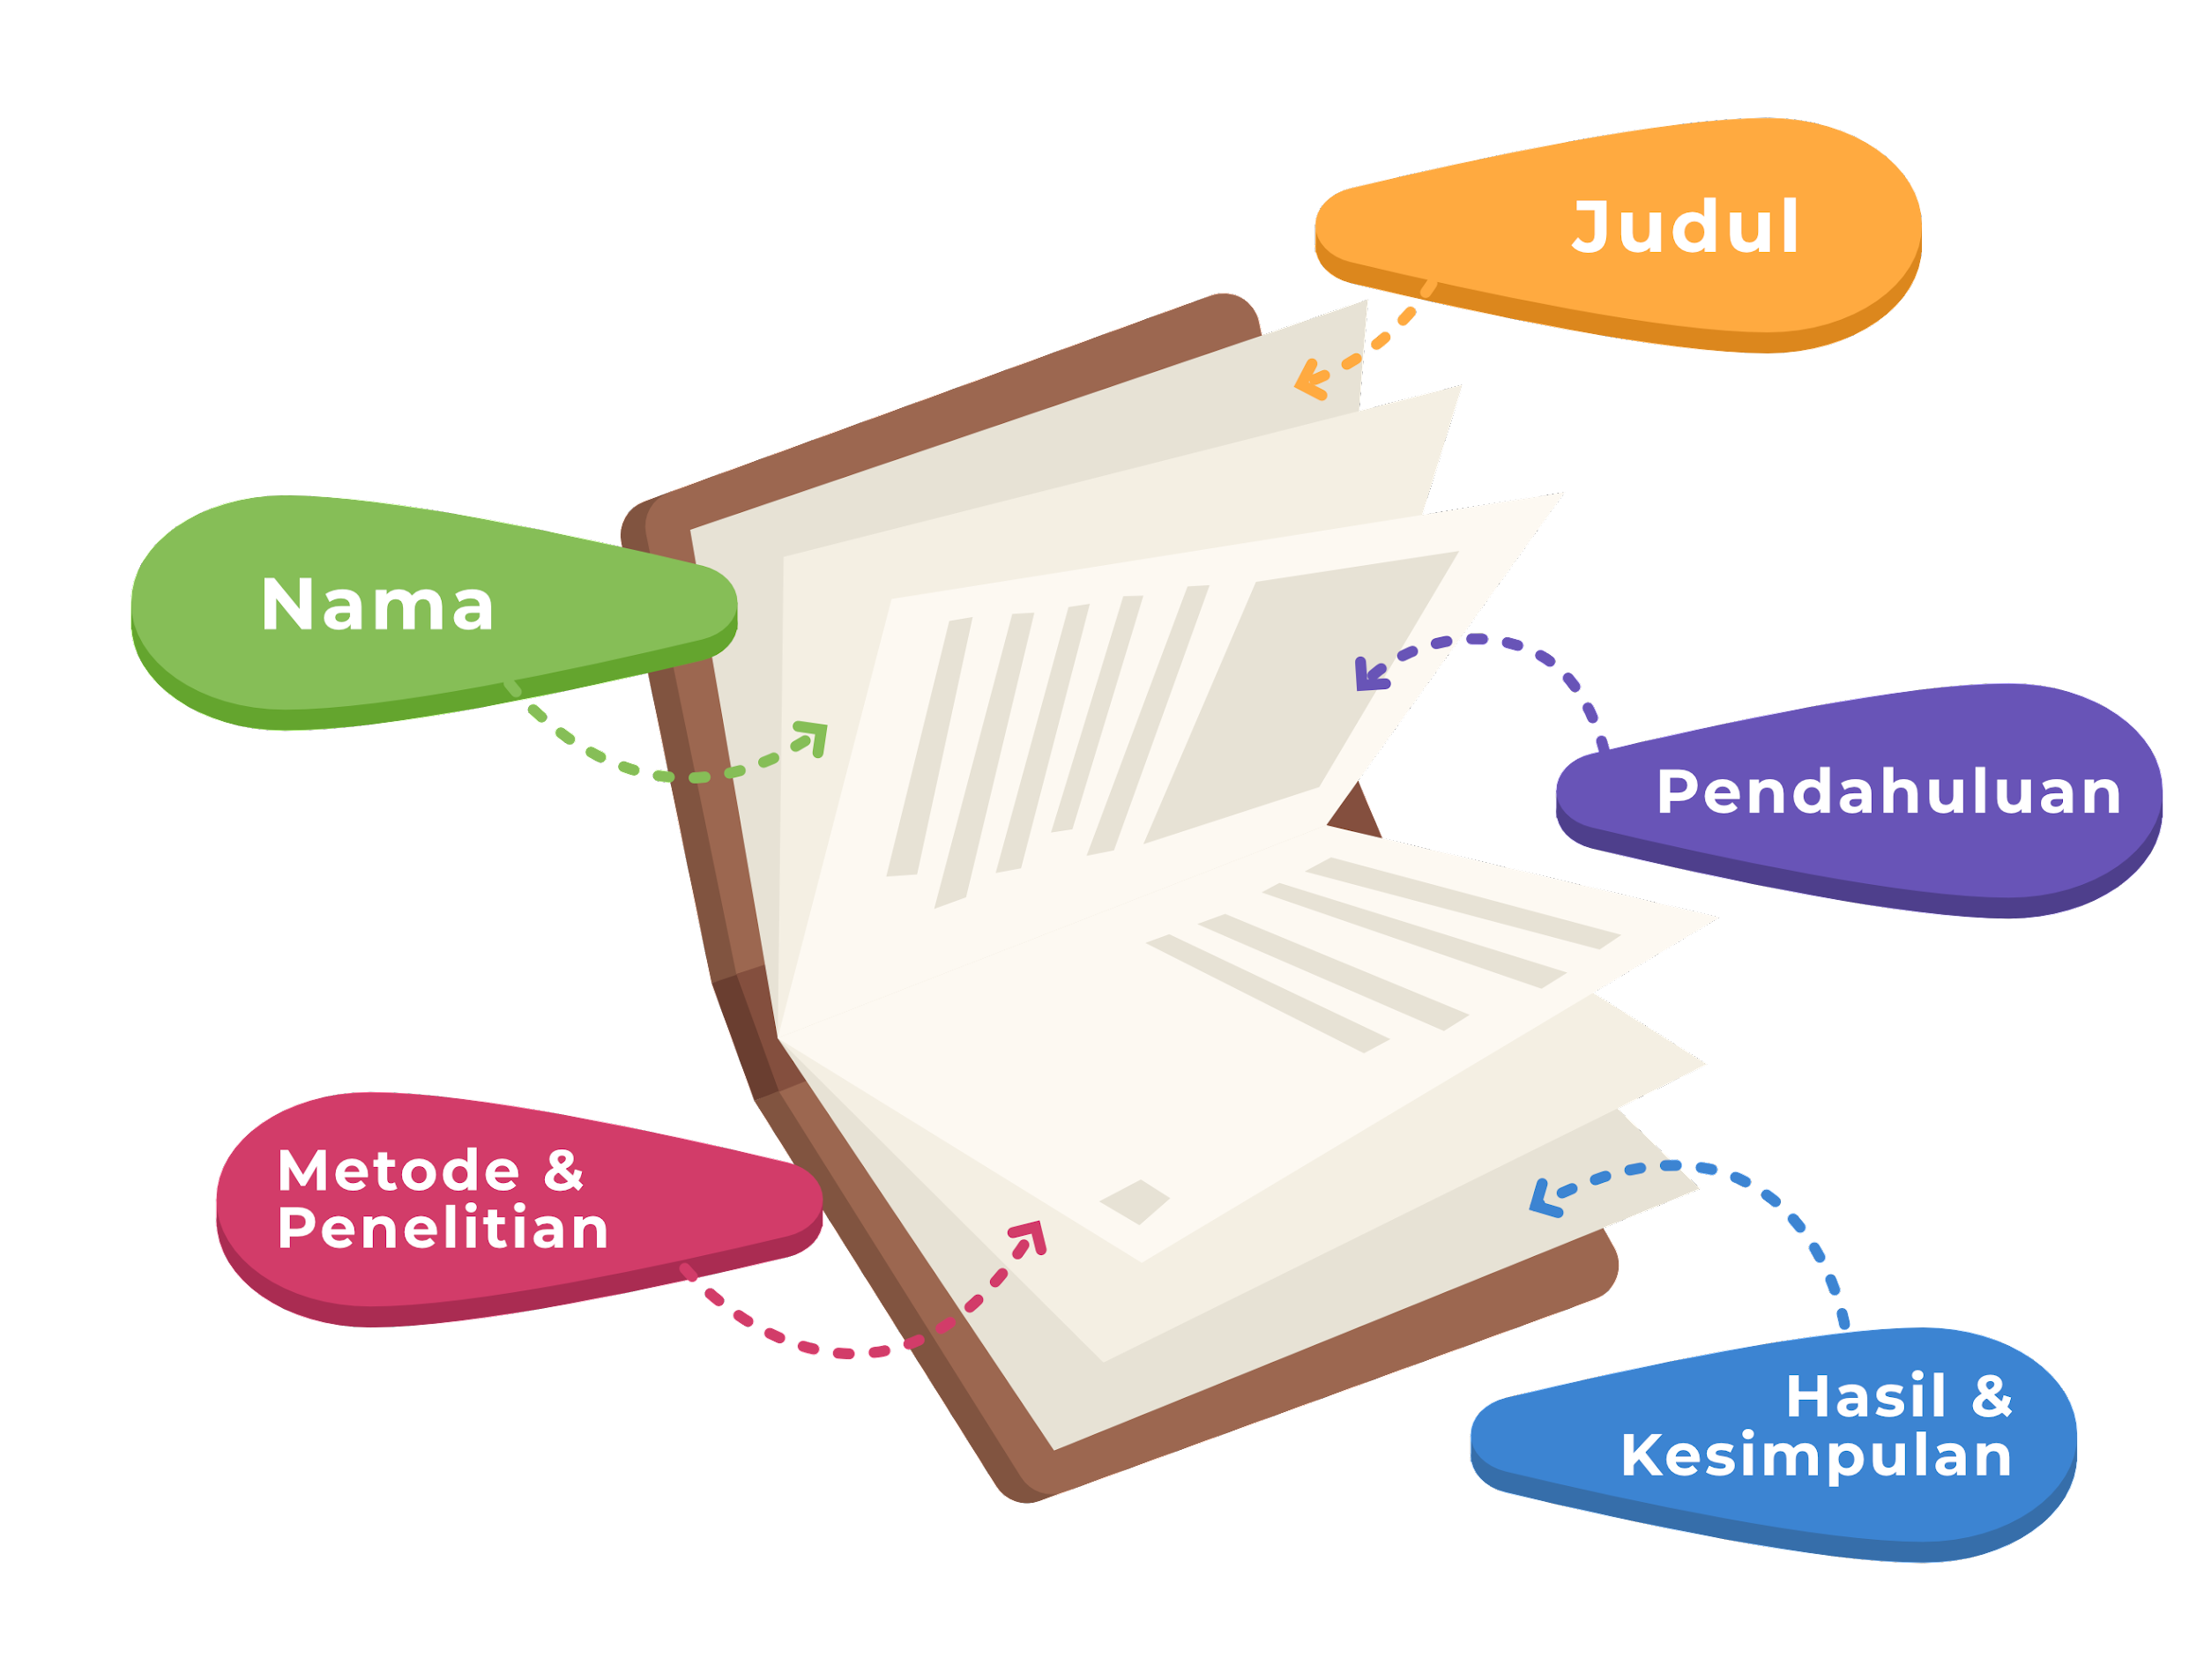 Judul
Nama
Pendahuluan
Metode &
Penelitian
Hasil &
Kesimpulan